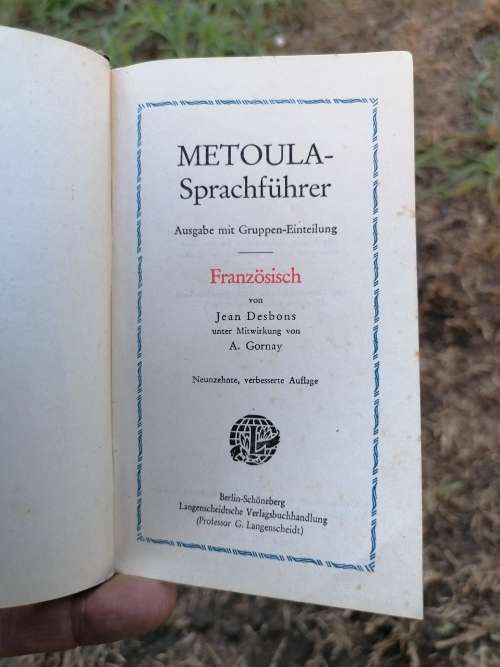 METOULA-
Sprachführer
Ausgabe mit Gruppen-Einteilung
Französisch
von
Jean Desbons
unter Mitwirkung von
A. Gornay
Neunzehnte, verbesserte Auflage
L
Berlin-Schöneberg
Langenscheidtsche Verlagsbuchhandlung
(Professor G. Langenscheidt)